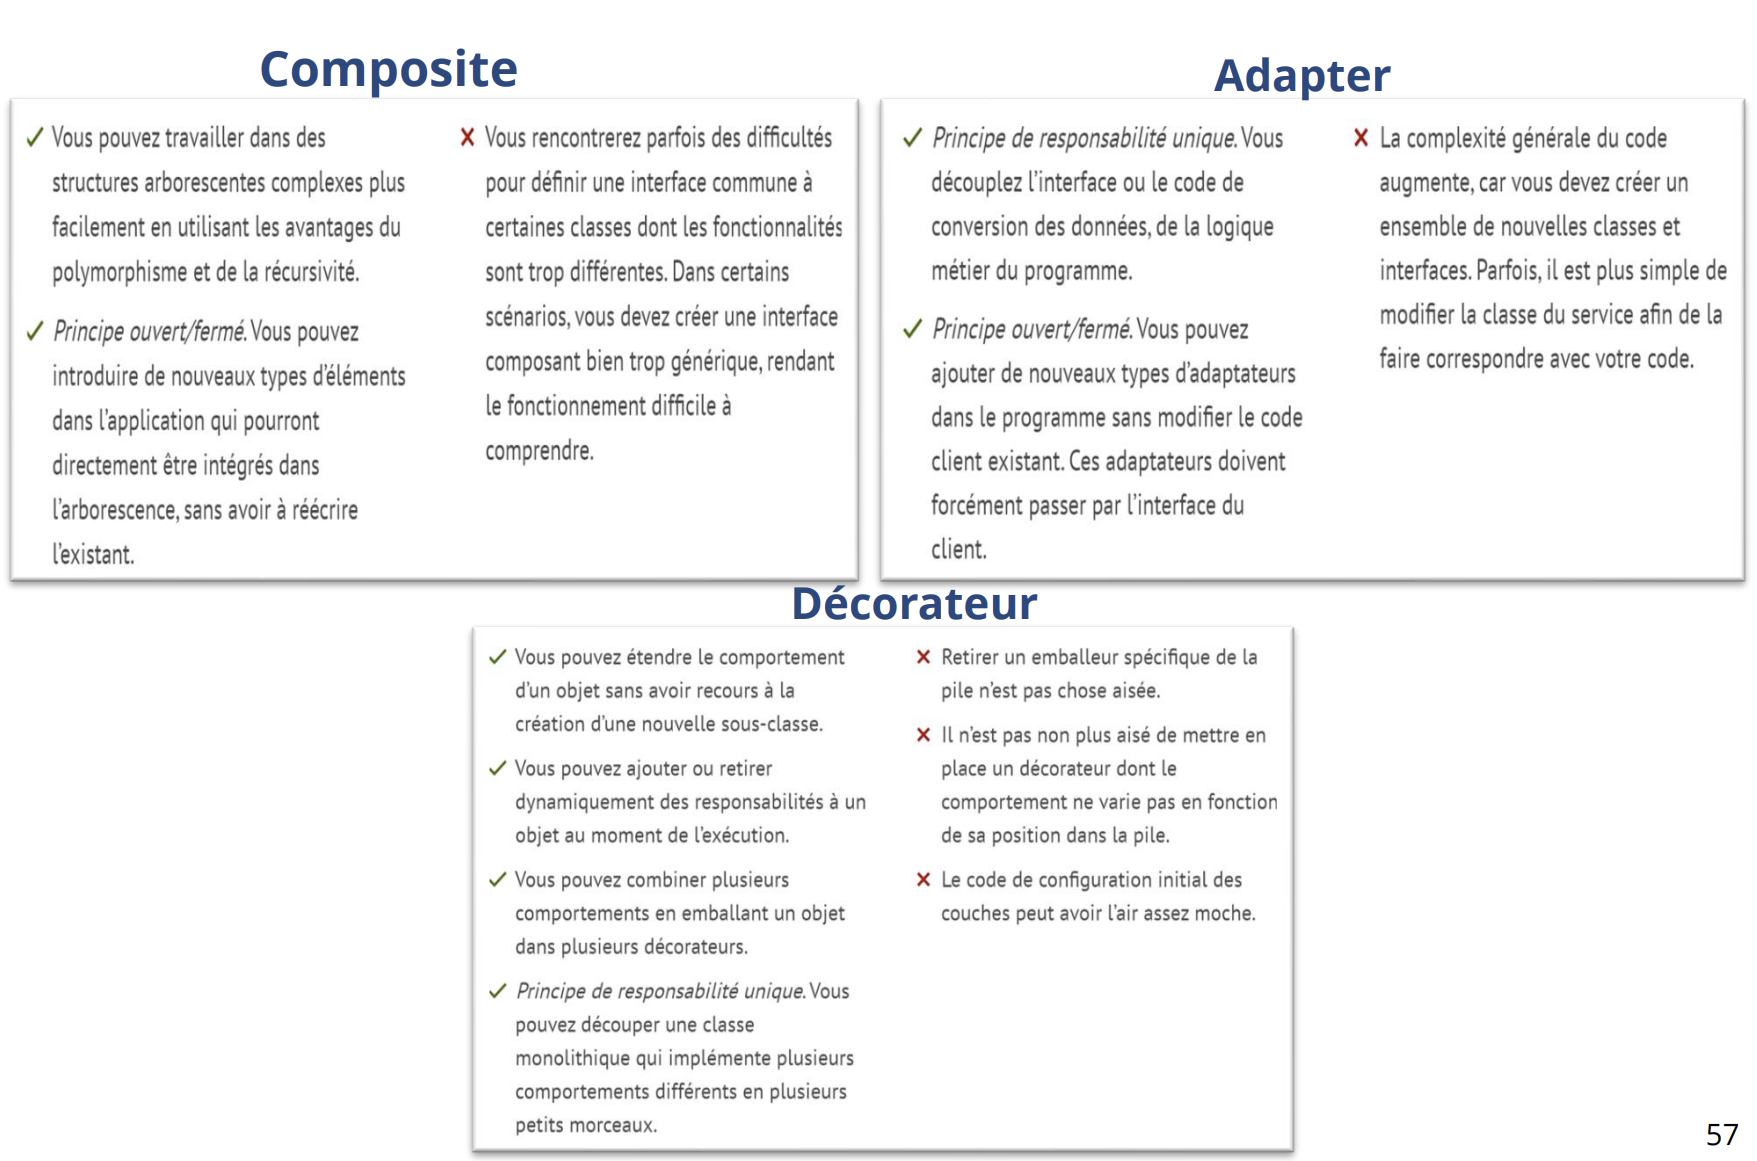 Composite
✓ Vous pouvez travailler dans des
structures arborescentes complexes plus
facilement en utilisant les avantages du
polymorphisme et de la récursivité.
✓ Principe ouvert/fermé. Vous pouvez
introduire de nouveaux types d’éléments
dans l’application qui pourront
directement être intégrés dans
l’arborescence, sans avoir à réécrire
l’existant.
✗ Vous rencontrerez parfois des difficultés
pour définir une interface commune à
certaines classes dont les fonctionnalités
sont trop différentes. Dans certains
scénarios, vous devez créer une interface
composant bien trop générique, rendant
le fonctionnement difficile à
comprendre.
Adapter
✓ Principe de responsabilité unique. Vous
découplez l’interface ou le code de
conversion des données, de la logique
métier du programme.
✓ Principe ouvert/fermé. Vous pouvez
ajouter de nouveaux types d’adaptateurs
dans le programme sans modifier le code
client existant. Ces adaptateurs doivent
forcément passer par l’interface du
client.
✗ La complexité générale du code
augmente, car vous devez créer un
ensemble de nouvelles classes et
interfaces. Parfois, il est plus simple de
modifier la classe du service afin de la
faire correspondre avec votre code.
Décorateur
✓ Vous pouvez étendre le comportement
d’un objet sans avoir recours à la
création d’une nouvelle sous-classe.
✓ Vous pouvez ajouter ou retirer
dynamiquement des responsabilités à un
objet au moment de l’exécution.
✓ Vous pouvez combiner plusieurs
comportements en emballant un objet
dans plusieurs décorateurs.
✓ Principe de responsabilité unique. Vous
pouvez découper une classe
monolithique qui implémente plusieurs
comportements différents en plusieurs
petits morceaux.
✗ Retirer un emballeur spécifique de la
pile n’est pas chose aisée.
✗ Il n’est pas non plus aisé de mettre en
place un décorateur dont le
comportement ne varie pas en fonction
de sa position dans la pile.
✗ Le code de configuration initial des
couches peut avoir l’air assez moche.
57